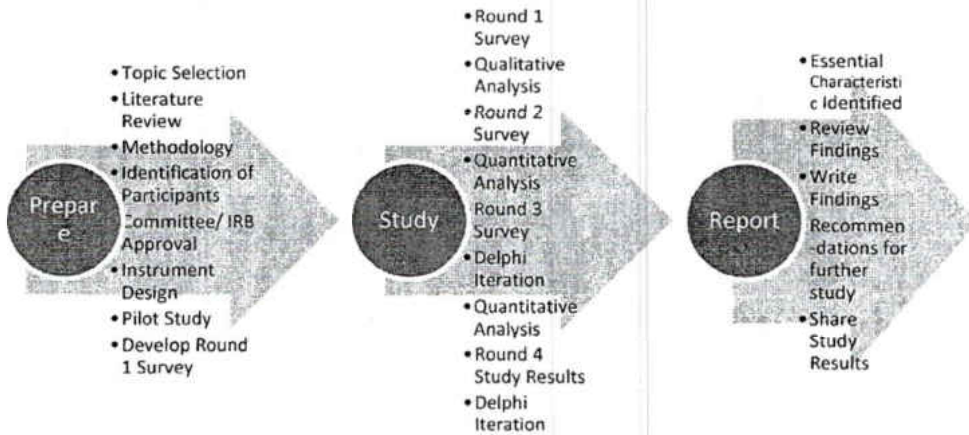 Prepar
e
• Topic Selection
• Literature
Review
• Methodology
• Identification of
Participants
Committee/ IRB
Approval
• Instrument
Design
• Pilot Study
• Develop Round
1 Survey
Study
• Round 1
Survey
• Qualitative
Analysis
• Round 2
Survey
• Quantitative
Analysis
Round 3
Survey
• Delphi
Iteration
• Quantitative
Analysis
• Round 4
Study Results
• Delphi
Iteration
Report
• Essential
Characteristi
c Identified
• Review
Findings
• Write
Findings
Recommen
-dations for
further
study
• Share
Study
Results